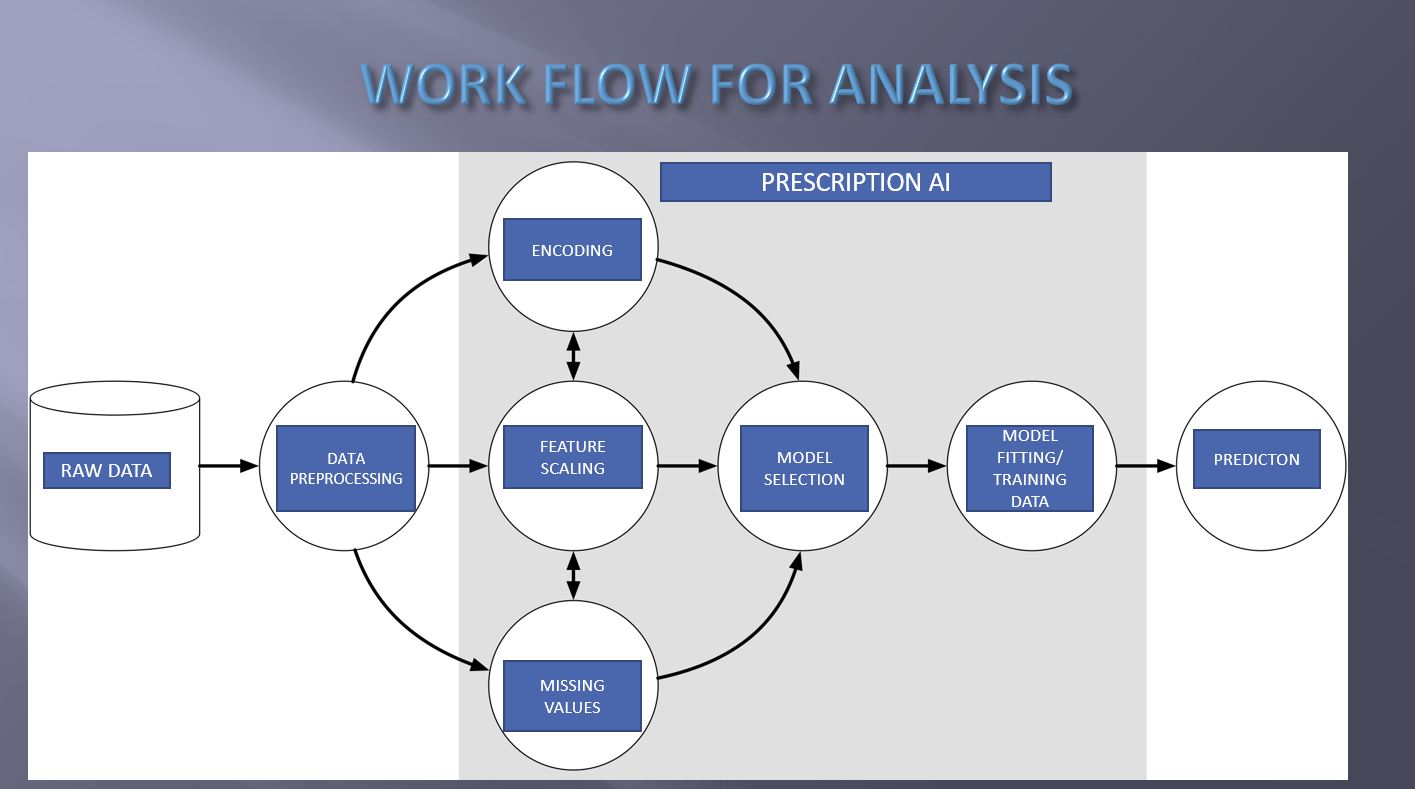 WORK FLOW FOR ANALYSIS
PRESCRIPTION AI
ENCODING
RAW DATA
DATA
PREPROCESSING
FEATURE
SCALING
MODEL
SELECTION
MODEL
FITTING/
TRAINING
DATA
PREDICTON
MISSING
VALUES